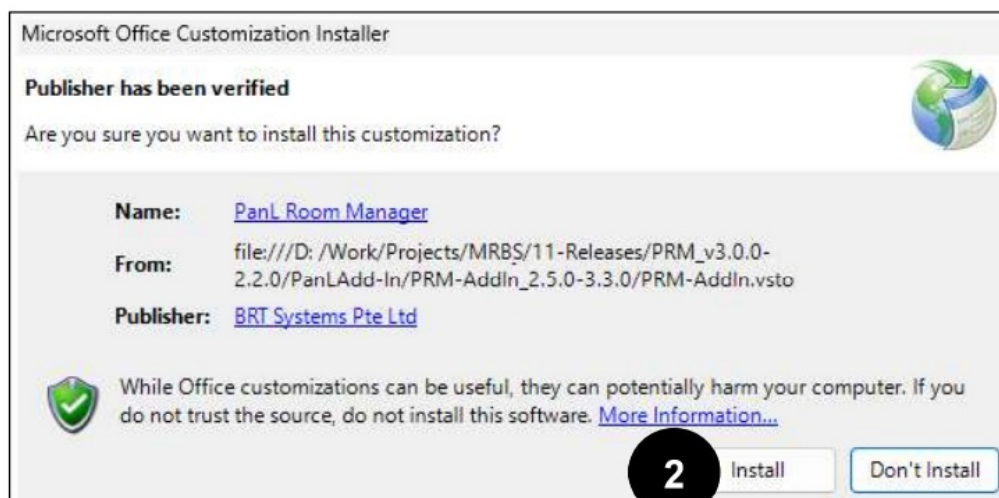 Microsoft Office Customization Installer
Publisher has been verified
Are you sure you want to install this customization?
Name: PanL Room Manager
From: file:///D: /Work/Projects/MRBS/11-Releases/PRM_v3.0.0-
2.2.0/PanLAdd-In/PRM-AddIn_2.5.0-3.3.0/PRM-AddIn.vsto
Publisher: BRT Systems Pte Ltd
While Office customizations can be useful, they can potentially harm your computer. If you
do not trust the source, do not install this software. More Information...
2 Install Don't Install